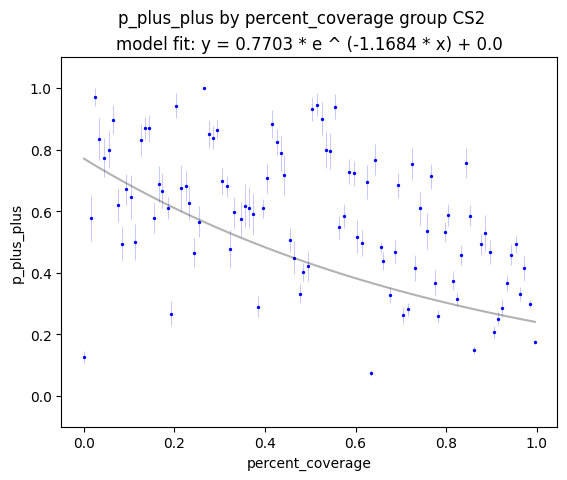 p_plus_plus by percent_coverage group CS2
model fit: y = 0.7703 * e ^ (-1.1684 * x) + 0.0
1.0
0.8
0.6
0.4
0.2
0.0
p_plus_plus
0.0 0.2 0.4 0.6 0.8 1.0
percent_coverage